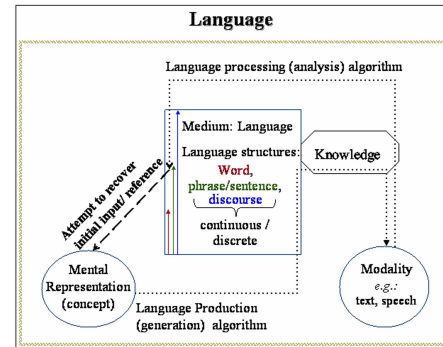 Language
Language processing (analysis) algorithm
Medium: Language
Language structures:
Word,
phrase/sentence,
discourse
continuous /
discrete
Knowledge
Attempt to recover
initial input/ reference
Mental
Representation
(concept)
Language Production
(generation) algorithm
Modality
e.g.:
text, speech